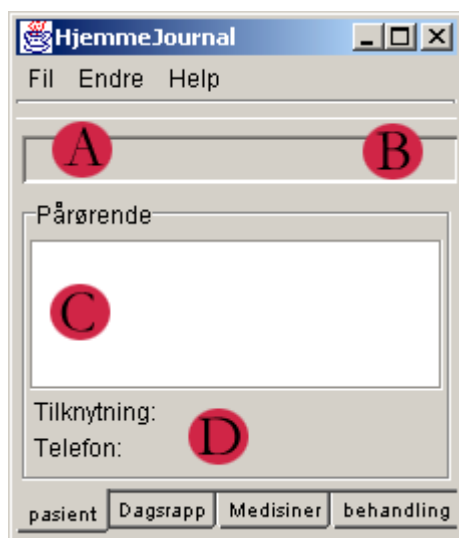 HjemmeJournal
Fil Endre Help
A B
Pårørende
C
Tilknytning:
D
Telefon:
pasient Dagsrapp Medisiner behandling